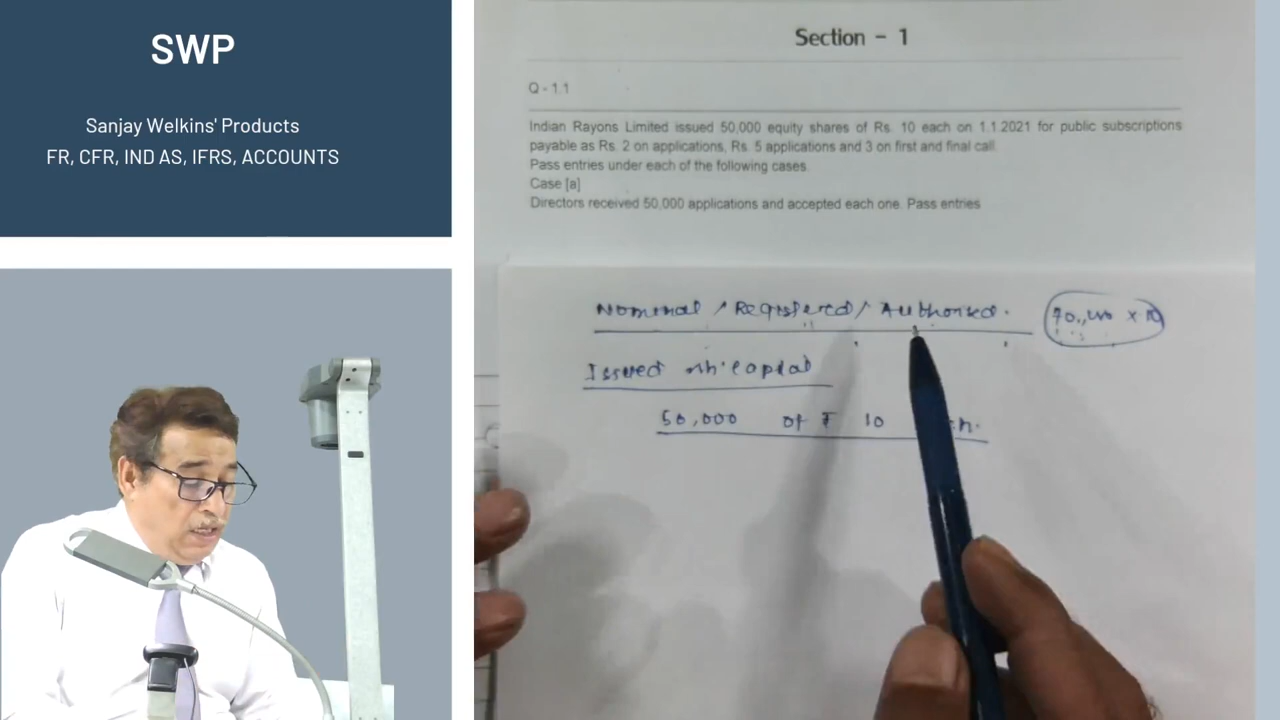 SWP
Sanjay Welkins' Products
FR, CFR, IND AS, IFRS, ACCOUNTS
Section - 1
Q - 1.1
Indian Rayons Limited issued 50,000 equity shares of Rs. 10 each on 1.1.2021 for public subscriptions
payable as Rs. 2 on applications, Rs. 5 applications and 3 on first and final call.
Pass entries under each of the following cases.
Case [a]
Directors received 50,000 applications and accepted each one. Pass entries
Nominal / Registered / Authorised.
Issued sh. capital
50,000 of ₹ 10